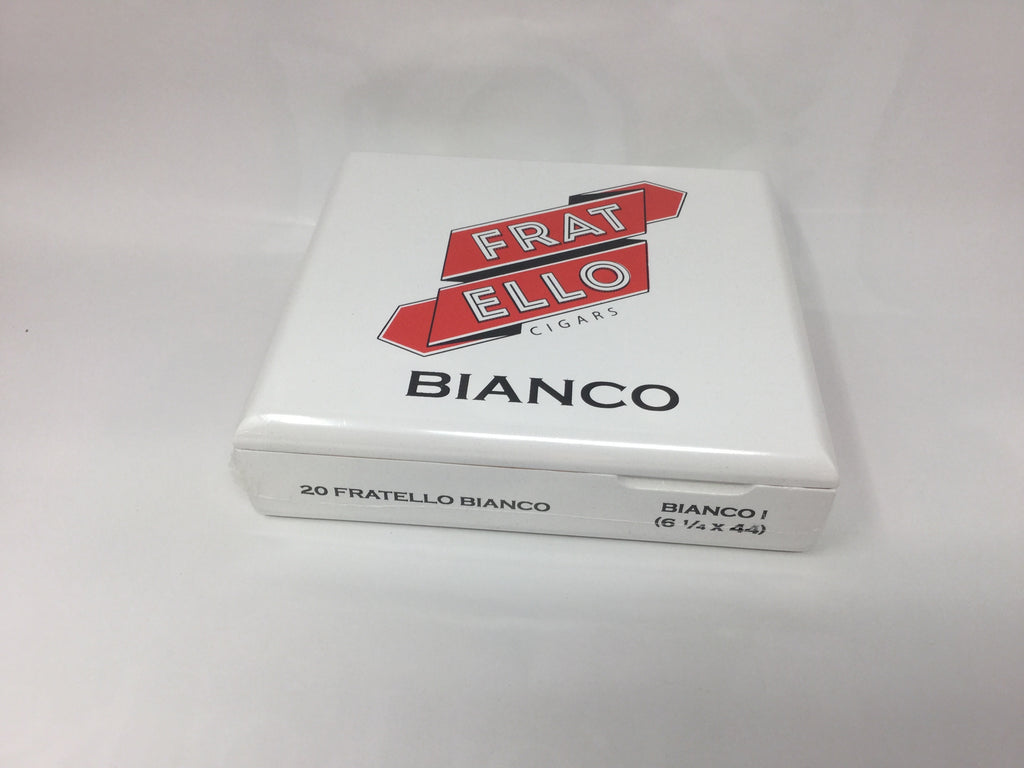 FRAT
ELLO
CIGARS
BIANCO
20 FRATELLO BIANCO
BIANCO I
(6 ¼ X 44)